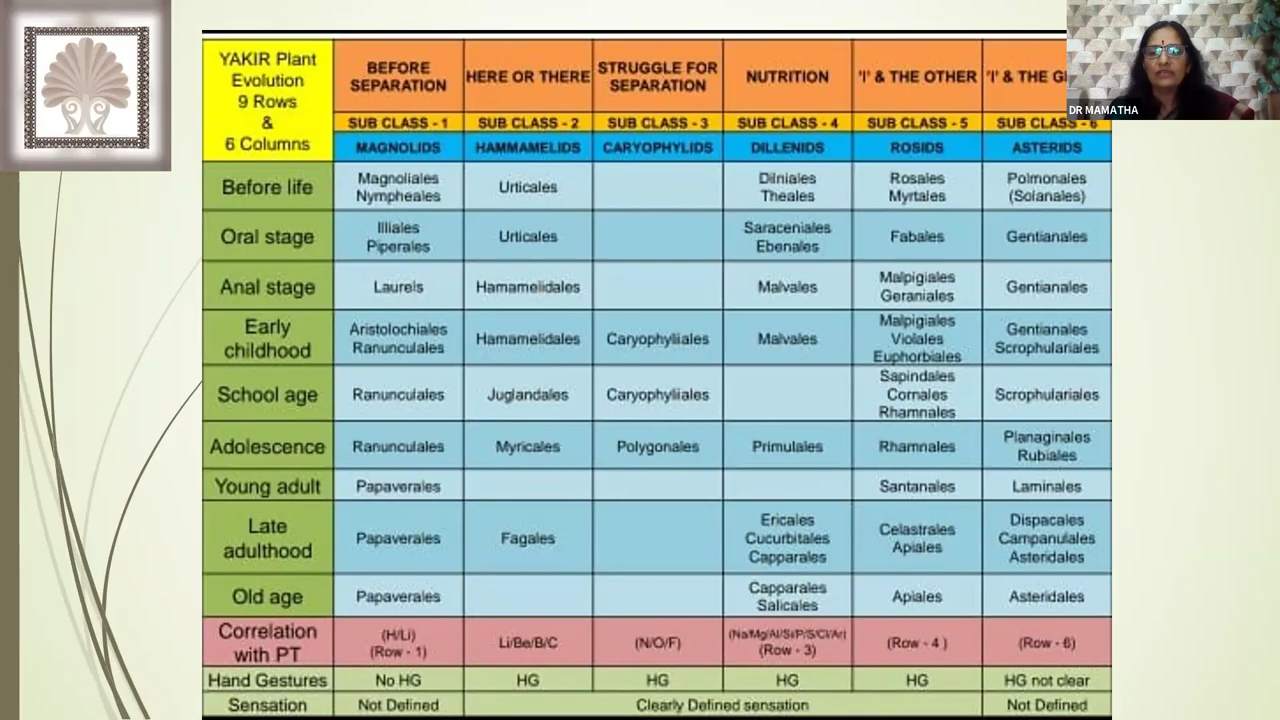 YAKIR Plant
Evolution
9 Rows
&
6 Columns
BEFORE
SEPARATION
HERE OR THERE
STRUGGLE FOR
SEPARATION
NUTRITION
'I' & THE OTHER
'I' & THE G
DR MAMATHA
SUB CLASS - 1
SUB CLASS - 2
SUB CLASS - 3
SUB CLASS - 4
SUB CLASS - 5
SUB CLASS - 6
MAGNOLIDS
HAMMAMELIDS
CARYOPHYLIDS
DILLENIDS
ROSIDS
ASTERIDS
Before life
Magnoliales
Nympheales
Urticales
Dilniales
Theales
Rosales
Myrtales
Polmonales
(Solanales)
Oral stage
Illiales
Piperales
Urticales
Saraceniales
Ebenales
Fabales
Gentianales
Anal stage
Laurels
Hamamelidales
Malvales
Malpigiales
Geraniales
Gentianales
Early
childhood
Aristolochiales
Ranunculales
Hamamelidales
Caryophyliales
Malvales
Malpigiales
Violales
Euphorbiales
Gentianales
Scrophulariales
School age
Ranunculales
Juglandales
Caryophyliales
Sapindales
Cornales
Rhamnales
Scrophulariales
Adolescence
Ranunculales
Myricales
Polygonales
Primulales
Rhamnales
Planaginales
Rubiales
Young adult
Papaverales
Santanales
Laminales
Late
adulthood
Papaverales
Fagales
Ericales
Cucurbitales
Capparales
Celastrales
Apiales
Dispacales
Campanulales
Asteridales
Old age
Papaverales
Capparales
Salicales
Apiales
Asteridales
Correlation
with PT
(H/Li)
(Row - 1)
Li/Be/B/C
(N/O/F)
(Na/Mg/Al/Si/P/S/Cl/Ar)
(Row - 3)
(Row - 4 )
(Row - 6)
Hand Gestures
No HG
HG
HG
HG
HG
HG not clear
Sensation
Not Defined
Clearly Defined sensation
Not Defined